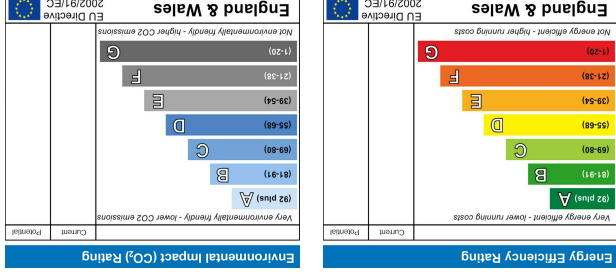 Energy Efficiency Rating
Current Potential
Very energy efficient - lower running costs
(92 plus) A
(81-91) B
(69-80) C
(55-68) D
(39-54) E
(21-38) F
(1-20) G
Not energy efficient - higher running costs
England & Wales
EU Directive
2002/91/EC
Environmental Impact (CO2) Rating
Current Potential
Very environmentally friendly - lower CO2 emissions
(92 plus) A
(81-91) B
(69-80) C
(55-68) D
(39-54) E
(21-38) F
(1-20) G
Not environmentally friendly - higher CO2 emissions
England & Wales
EU Directive
2002/91/EC